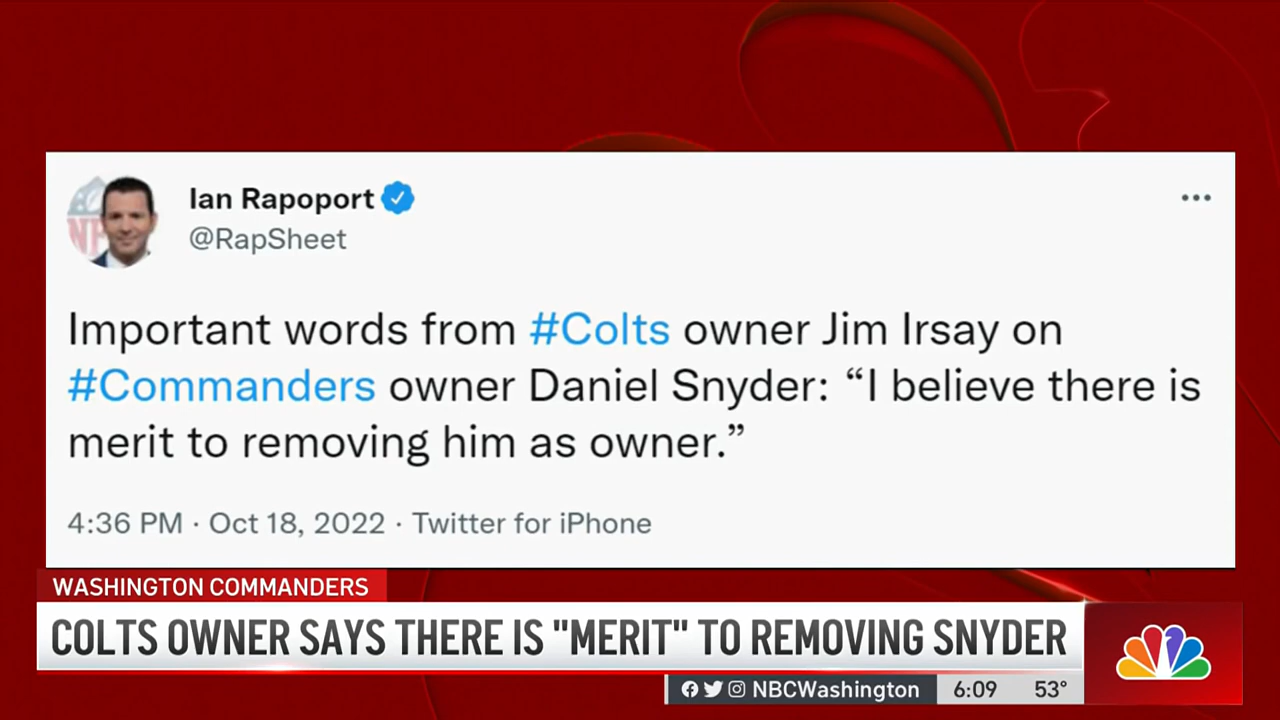 Ian Rapoport
@RapSheet
Important words from #Colts owner Jim Irsay on
#Commanders owner Daniel Snyder: “I believe there is
merit to removing him as owner.”
4:36 PM · Oct 18, 2022 · Twitter for iPhone
WASHINGTON COMMANDERS
COLTS OWNER SAYS THERE IS "MERIT" TO REMOVING SNYDER
NBCWashington 6:09 53°